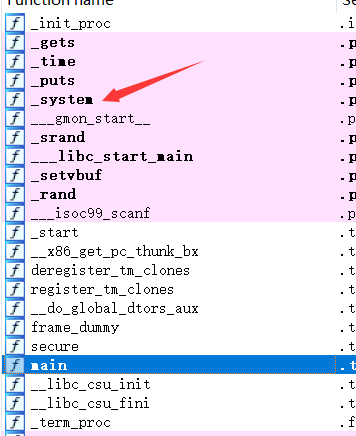 Function name
f _init_proc .i
f _gets .p
f _time .p
f _puts .p
f _system .p
f ___gmon_start__ .p
f _srand .p
f ___libc_start_main .p
f _setvbuf .p
f _rand .p
f ___isoc99_scanf .p
f _start .t
f __x86_get_pc_thunk_bx .t
f deregister_tm_clones .t
f register_tm_clones .t
f __do_global_dtors_aux .t
f frame_dummy .t
f secure .t
f main .t
f __libc_csu_init .t
f __libc_csu_fini .t
f _term_proc .f